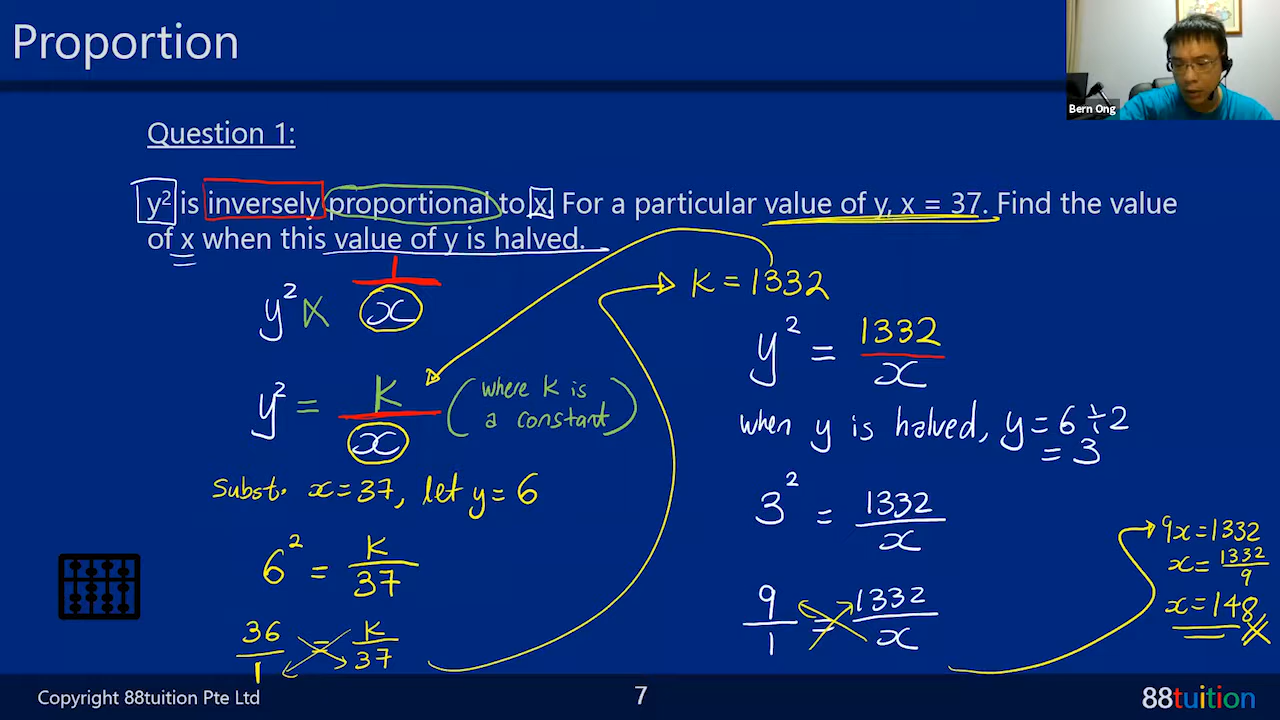 Proportion
Bern Ong
Question 1:
y² is inversely proportional to x. For a particular value of y, x = 37. Find the value
of x when this value of y is halved.
y² ∝ 1/x
y² = k/x (where k is a constant)
Subst. x = 37, let y = 6
6² = k/37
36/1 = k/37
k = 1332
y² = 1332/x
when y is halved, y = 6 ÷ 2
= 3
3² = 1332/x
9/1 = 1332/x
9x = 1332
x = 1332/9
x = 148
Copyright 88tuition Pte Ltd
7
88tuition